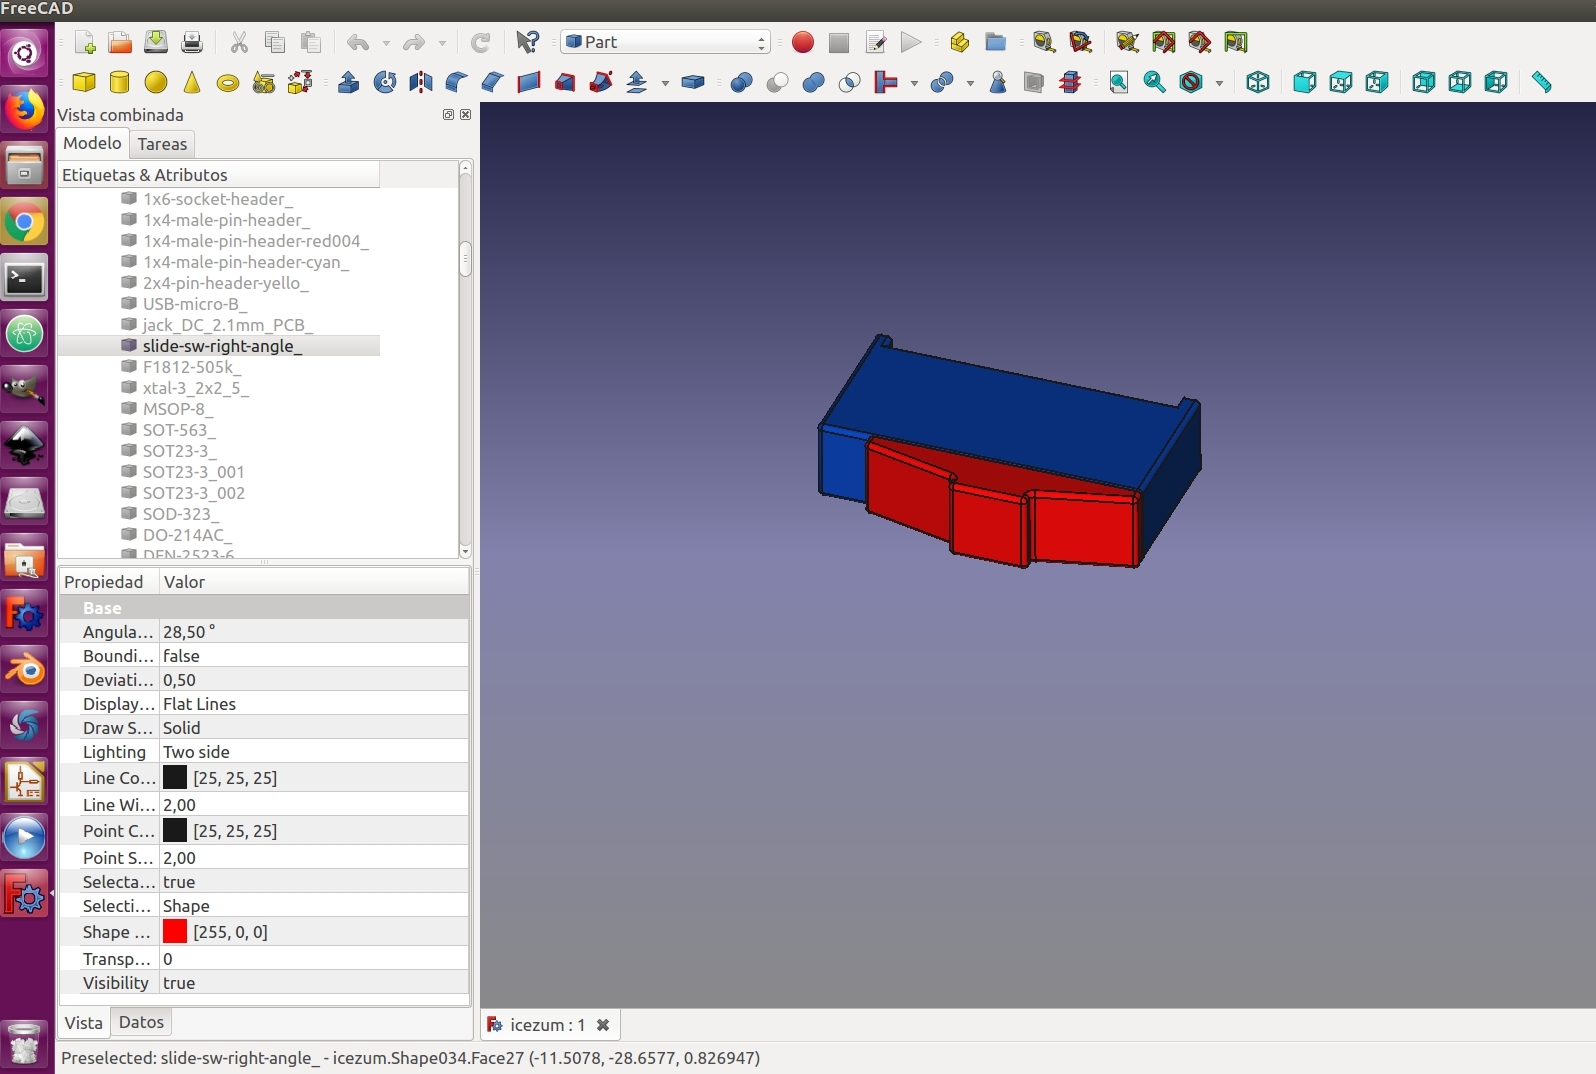 FreeCAD
Part
Vista combinada
Modelo
Tareas
Etiquetas & Atributos
1x6-socket-header_
1x4-male-pin-header_
1x4-male-pin-header-red004_
1x4-male-pin-header-cyan_
2x4-pin-header-yello_
USB-micro-B_
jack_DC_2.1mm_PCB_
slide-sw-right-angle_
F1812-505k_
xtal-3_2x2_5_
MSOP-8_
SOT-563_
SOT23-3_
SOT23-3_001
SOT23-3_002
SOD-323_
DO-214AC_
DFN-2523-6
Propiedad Valor
Base
Angula... 28,50 °
Boundi... false
Deviati... 0,50
Display... Flat Lines
Draw S... Solid
Lighting Two side
Line Co... [25, 25, 25]
Line Wi... 2,00
Point C... [25, 25, 25]
Point S... 2,00
Selecta... true
Selecti... Shape
Shape ... [255, 0, 0]
Transp... 0
Visibility true
Vista Datos
icezum : 1
Preselected: slide-sw-right-angle_ - icezum.Shape034.Face27 (-11.5078, -28.6577, 0.826947)